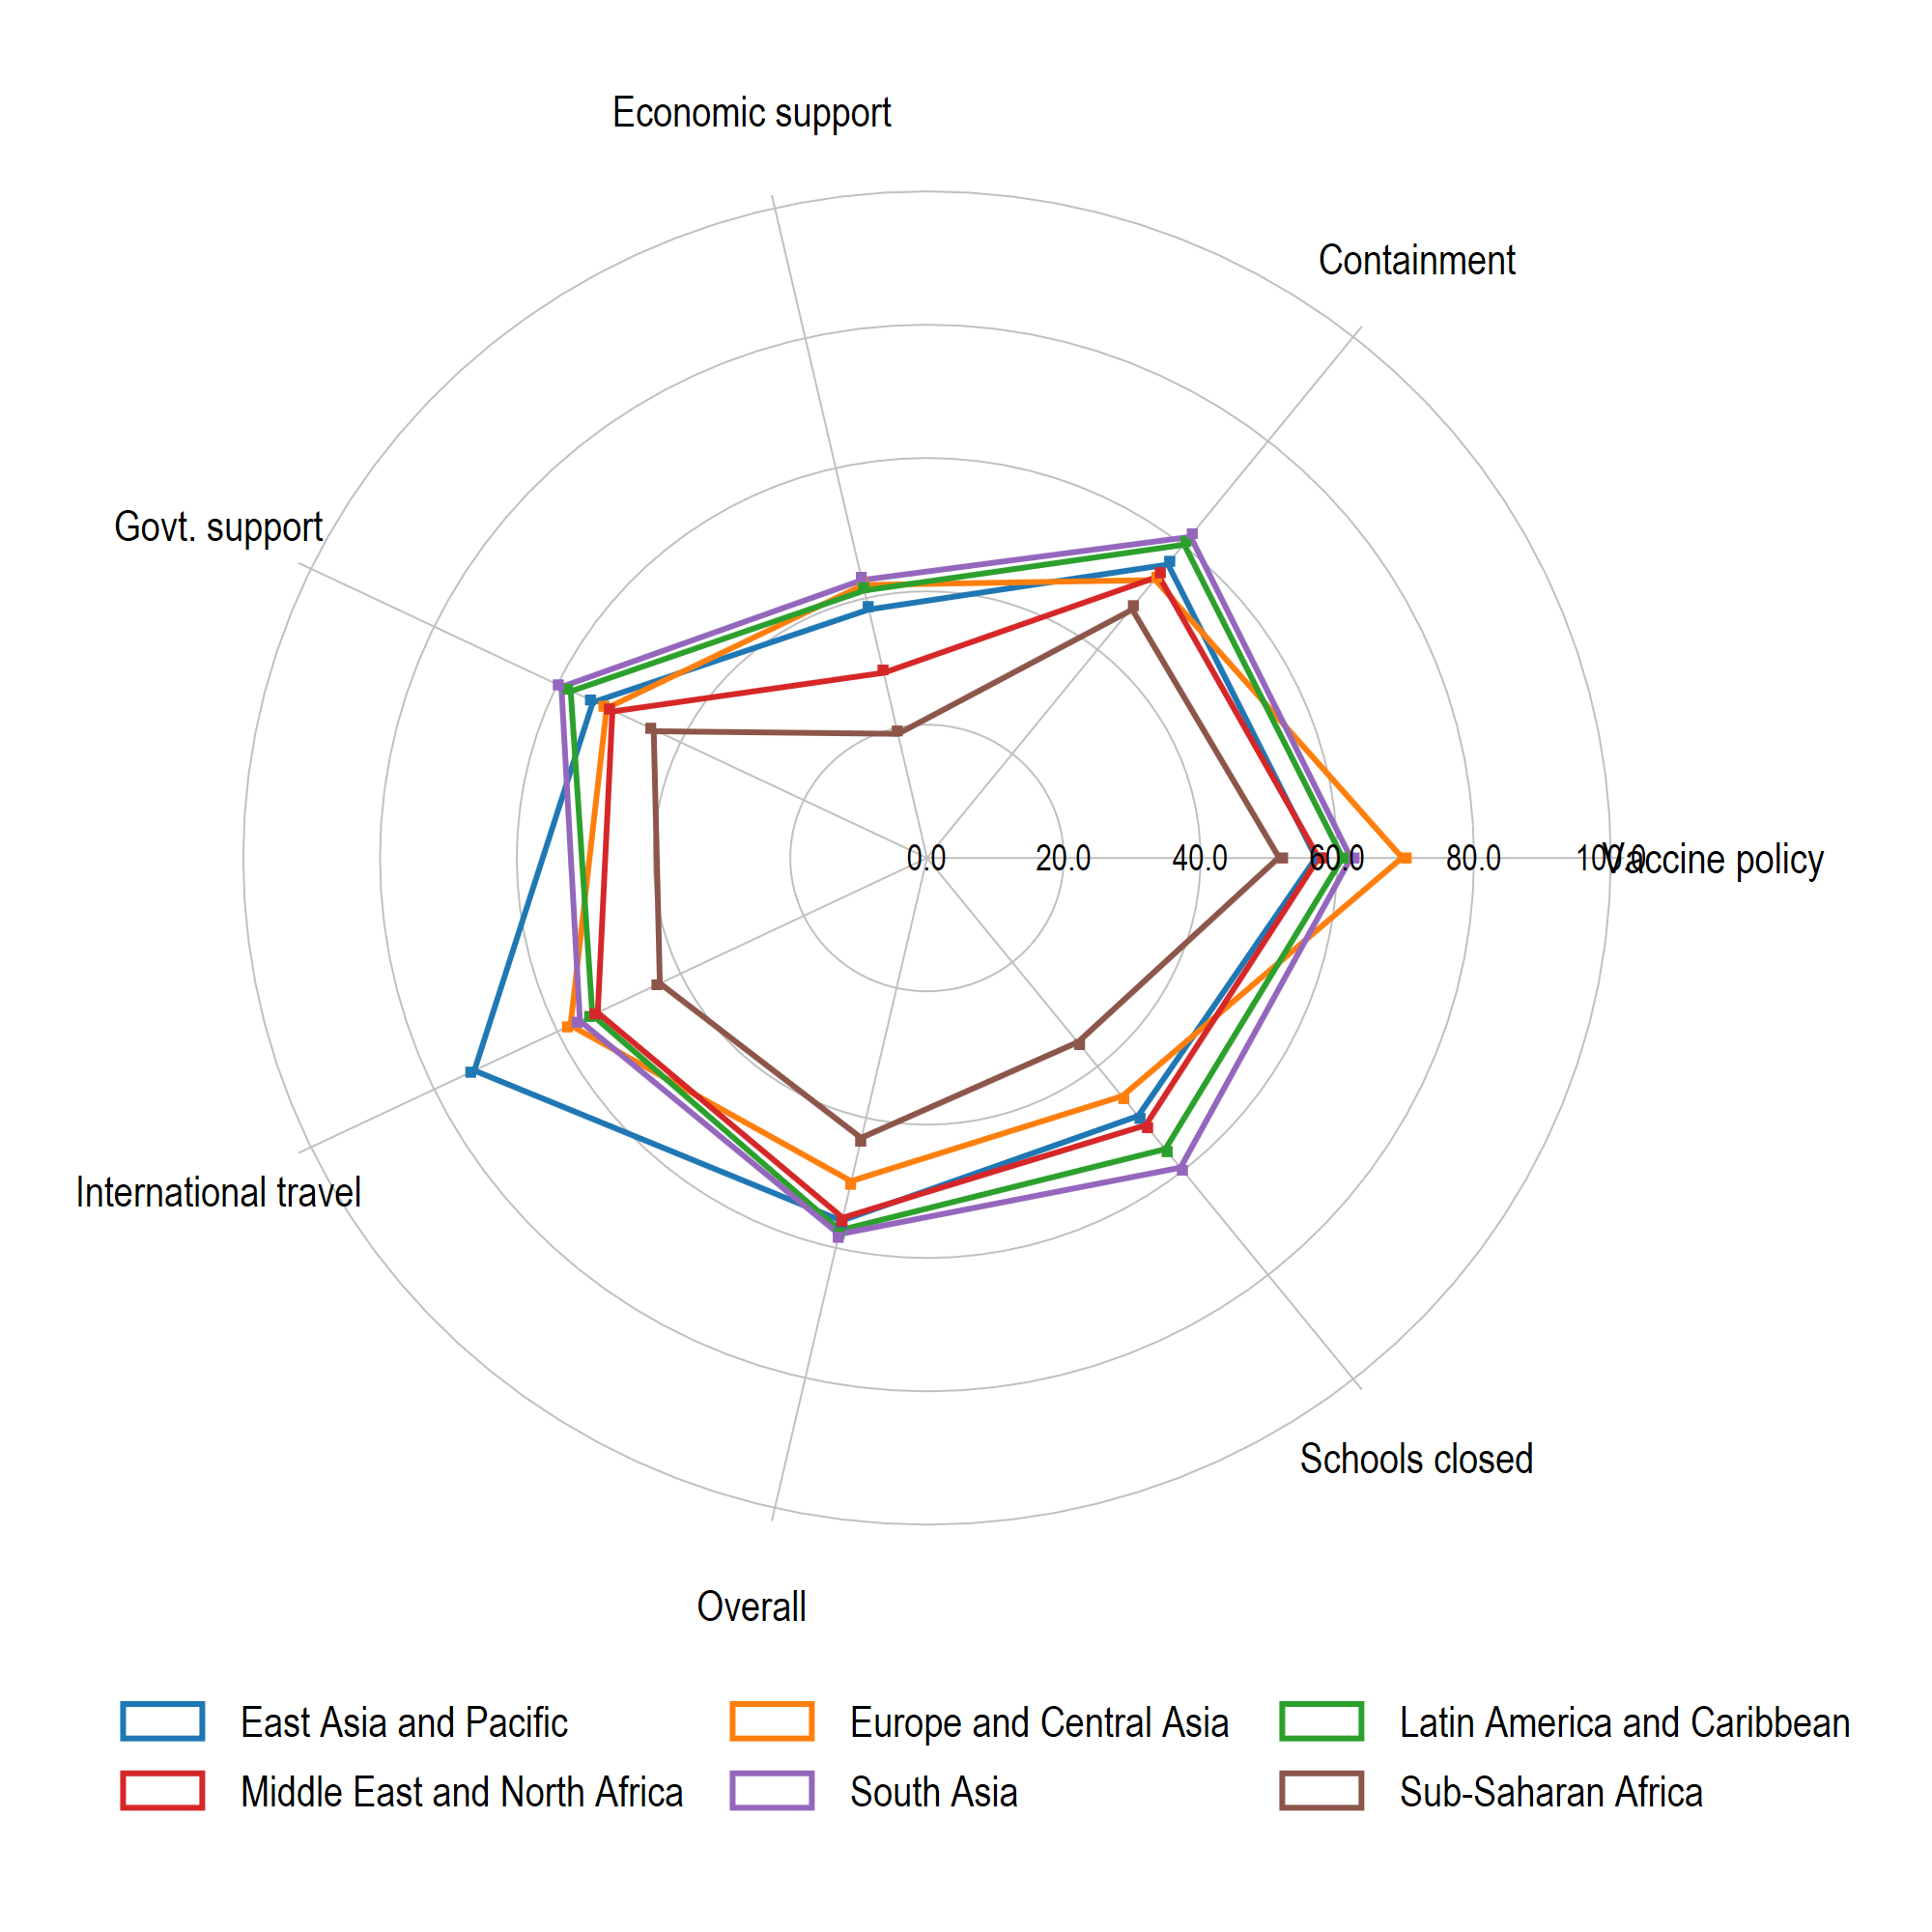 Economic support
Containment
Govt. support
0.0 20.0 40.0 60.0 80.0 100.0 Vaccine policy
International travel
Schools closed
Overall
East Asia and Pacific Europe and Central Asia Latin America and Caribbean
Middle East and North Africa South Asia Sub-Saharan Africa